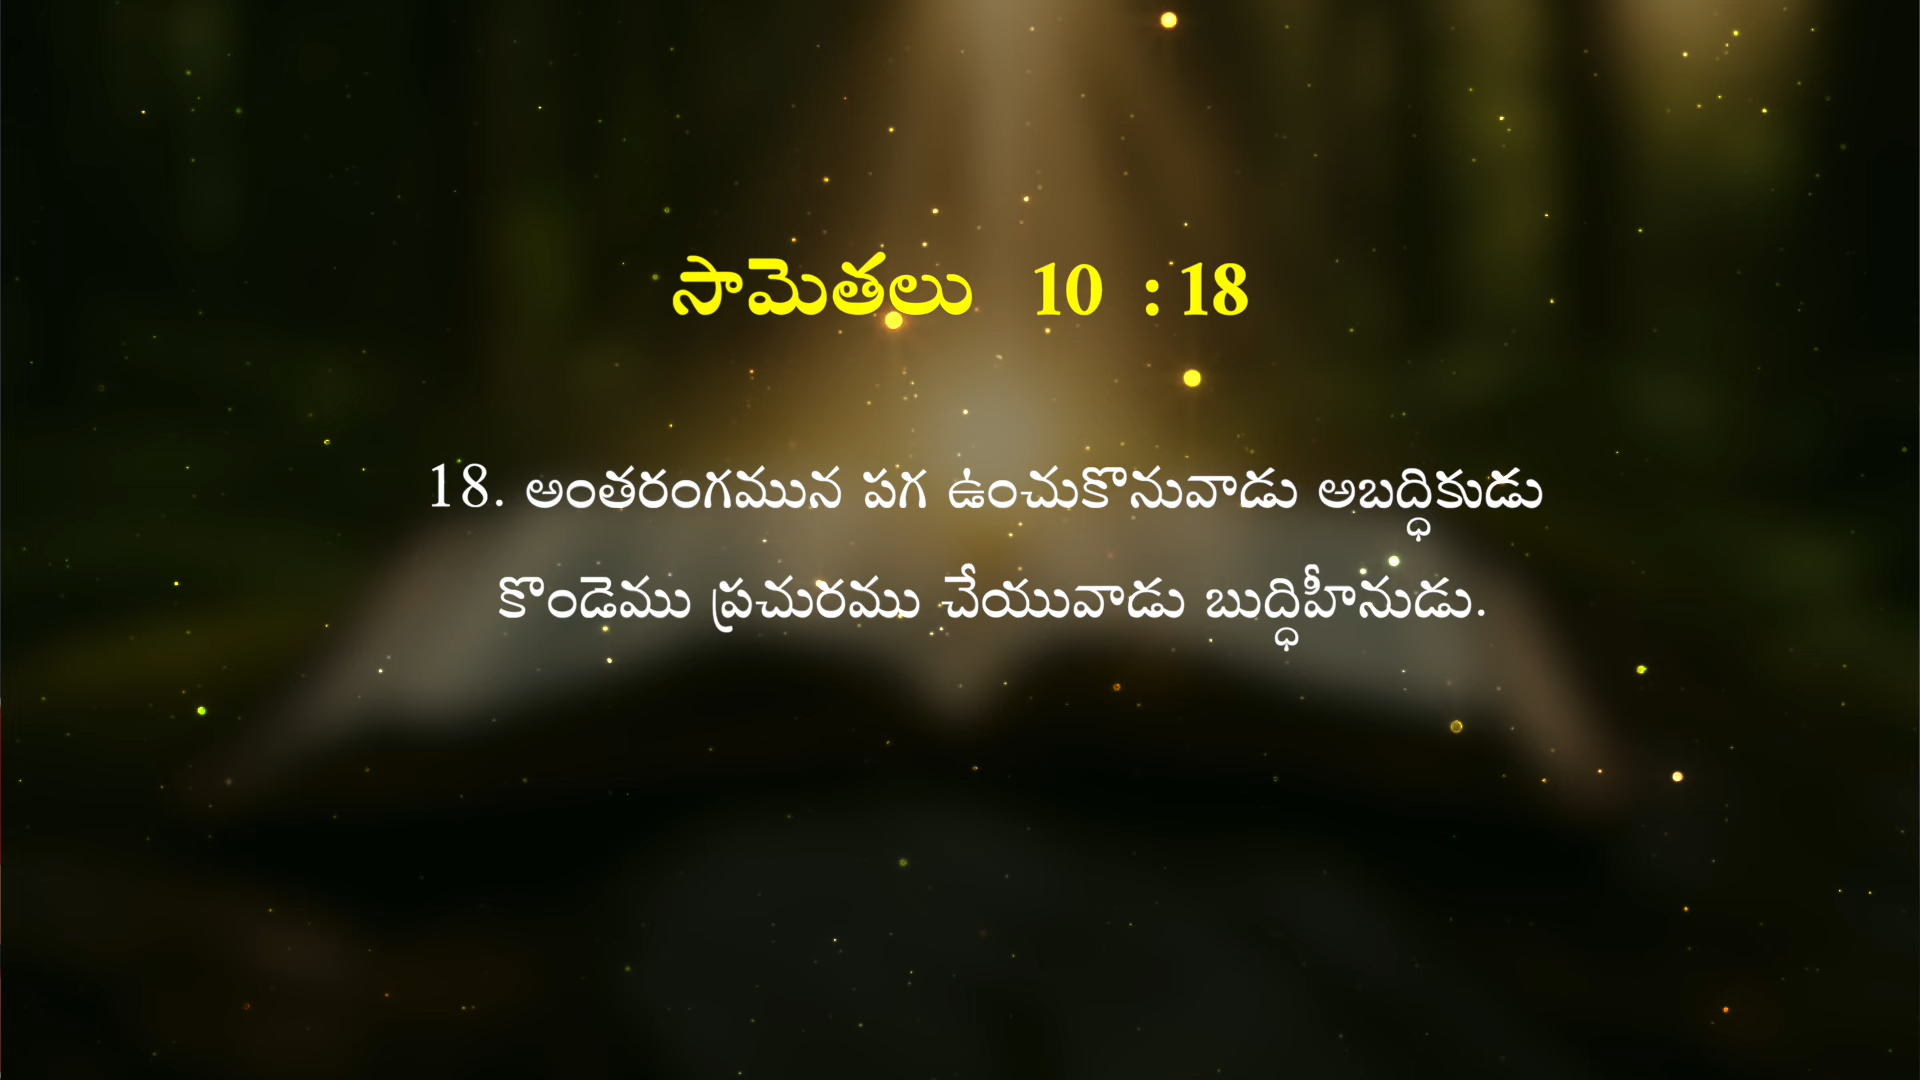 సామెతలు 10 : 18
18. అంతరంగమున పగ ఉంచుకొనువాడు అబద్ధికుడు
కొండెము ప్రచురము చేయువాడు బుద్ధిహీనుడు.